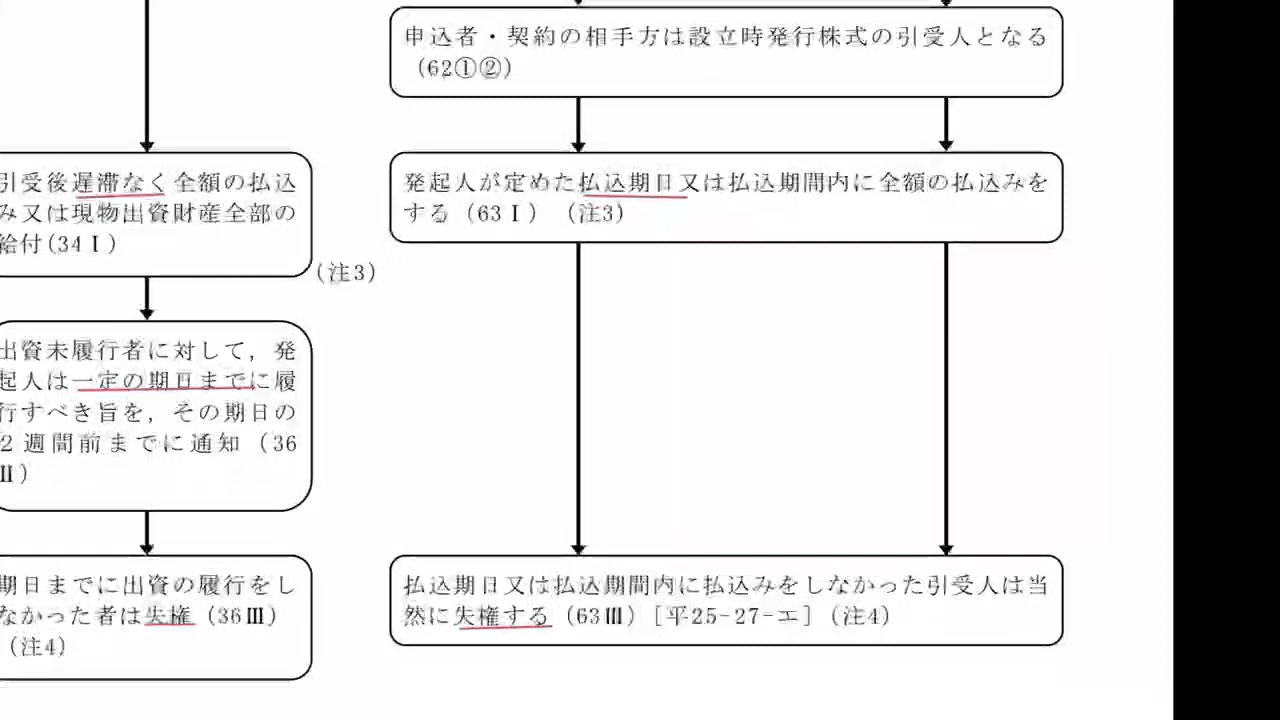 申込者・契約の相手方は設立時発行株式の引受人となる
（62①②）
引受後遅滞なく全額の払込
み又は現物出資財産全部の
給付(34Ⅰ)
（注3）
発起人が定めた払込期日又は払込期間内に全額の払込みを
する（63Ⅰ）（注3）
出資未履行者に対して，発
起人は一定の期日までに履
行すべき旨を，その期日の
2週間前までに通知（36
Ⅱ）
期日までに出資の履行をし
なかった者は失権（36Ⅲ）
（注4）
払込期日又は払込期間内に払込みをしなかった引受人は当
然に失権する（63Ⅲ）［平25-27-エ］（注4）